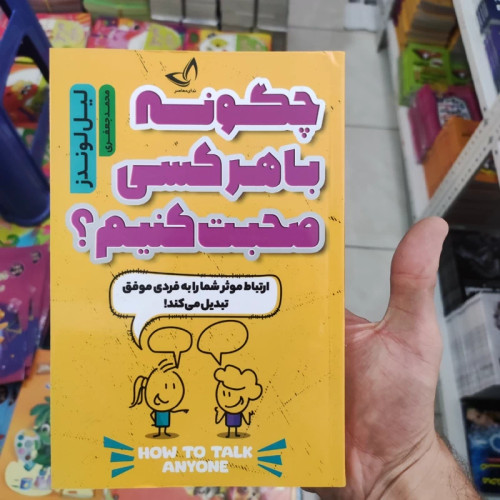 چگونه
با هر کسی
صحبت کنیم؟
لیل لوندز
محمد جعفری
ارتباط موثر شما را به فردی موفق
تبدیل می‌کند!
HOW TO TALK
ANYONE